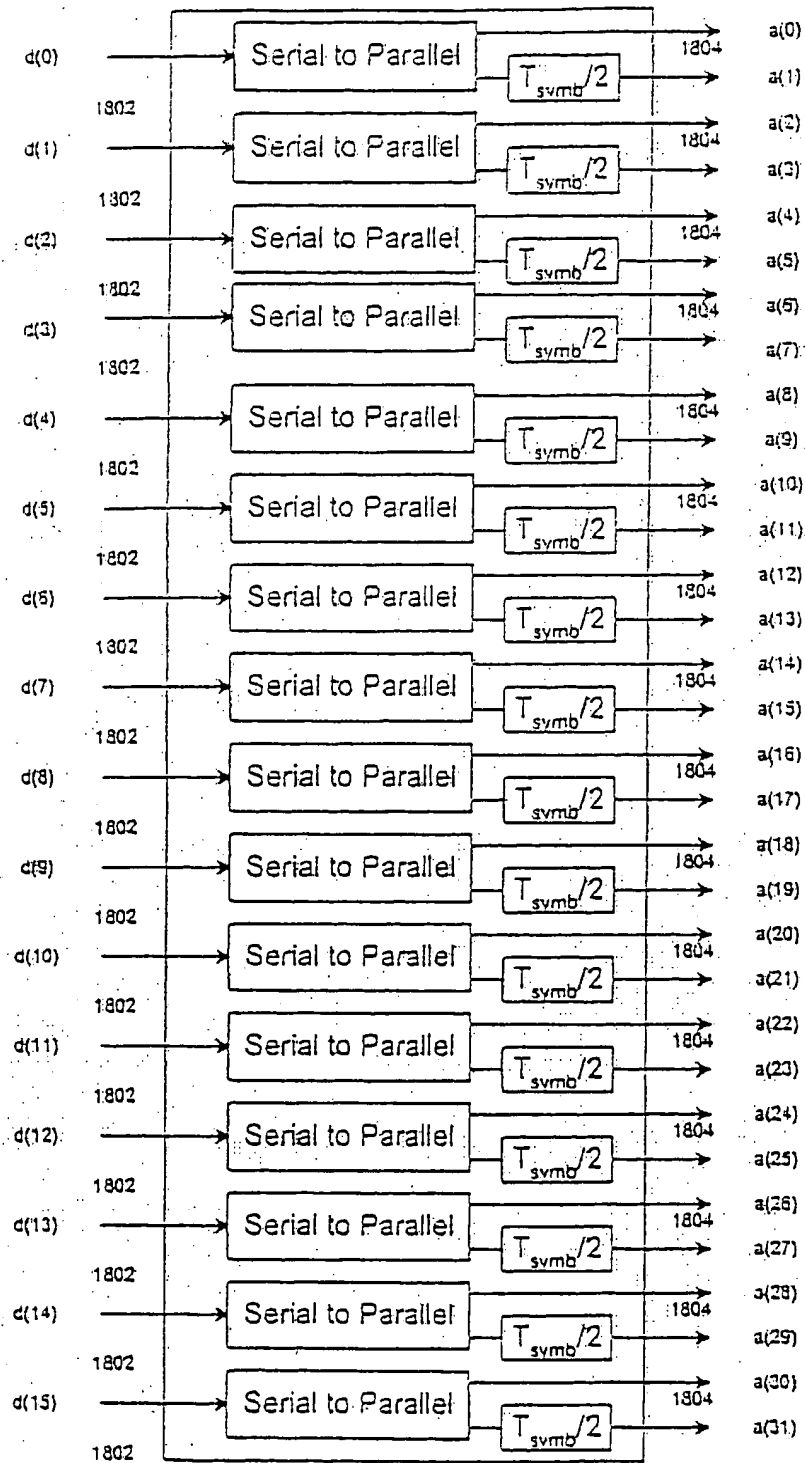 a(0)
d(0) Serial to Parallel 1804
T_symb/2 a(1)
1802 a(2)
d(1) Serial to Parallel 1804
T_symb/2 a(3)
1802 a(4)
d(2) Serial to Parallel 1804
T_symb/2 a(5)
1802 a(6)
d(3) Serial to Parallel 1804
T_symb/2 a(7)
1802 a(8)
d(4) Serial to Parallel 1804
T_symb/2 a(9)
1802 a(10)
d(5) Serial to Parallel 1804
T_symb/2 a(11)
1802 a(12)
d(6) Serial to Parallel 1804
T_symb/2 a(13)
1802 a(14)
d(7) Serial to Parallel 1804
T_symb/2 a(15)
1802 a(16)
d(8) Serial to Parallel 1804
T_symb/2 a(17)
1802 a(18)
d(9) Serial to Parallel 1804
T_symb/2 a(19)
1802 a(20)
d(10) Serial to Parallel 1804
T_symb/2 a(21)
1802 a(22)
d(11) Serial to Parallel 1804
T_symb/2 a(23)
1802 a(24)
d(12) Serial to Parallel 1804
T_symb/2 a(25)
1802 a(26)
d(13) Serial to Parallel 1804
T_symb/2 a(27)
1802 a(28)
d(14) Serial to Parallel 1804
T_symb/2 a(29)
1802 a(30)
d(15) Serial to Parallel 1804
T_symb/2 a(31)
1802